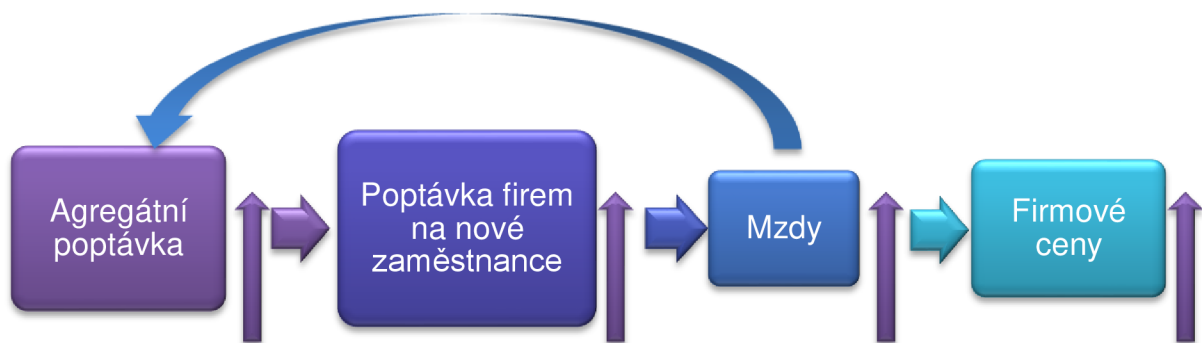 Agregátní
poptávka
Poptávka firem
na nové
zaměstnance
Mzdy
Firmové
ceny